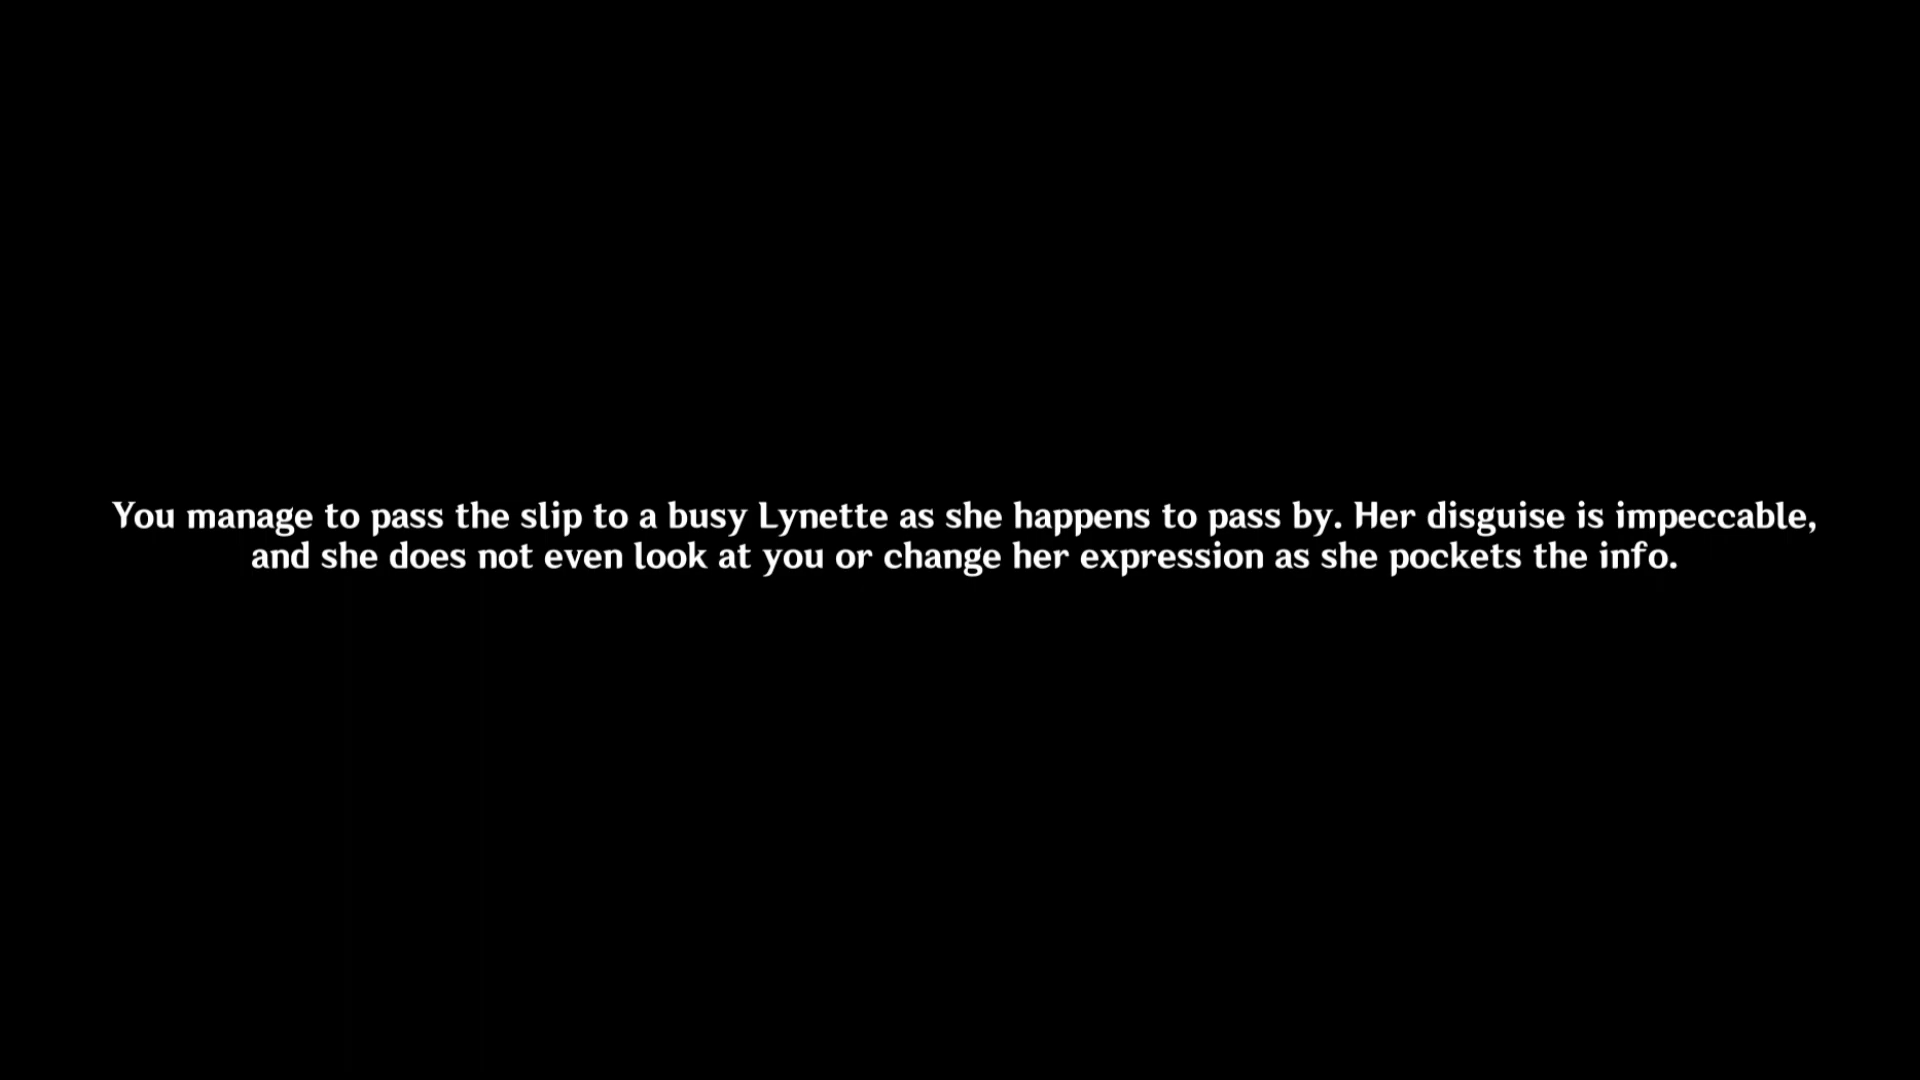 You manage to pass the slip to a busy Lynette as she happens to pass by. Her disguise is impeccable,
and she does not even look at you or change her expression as she pockets the info.